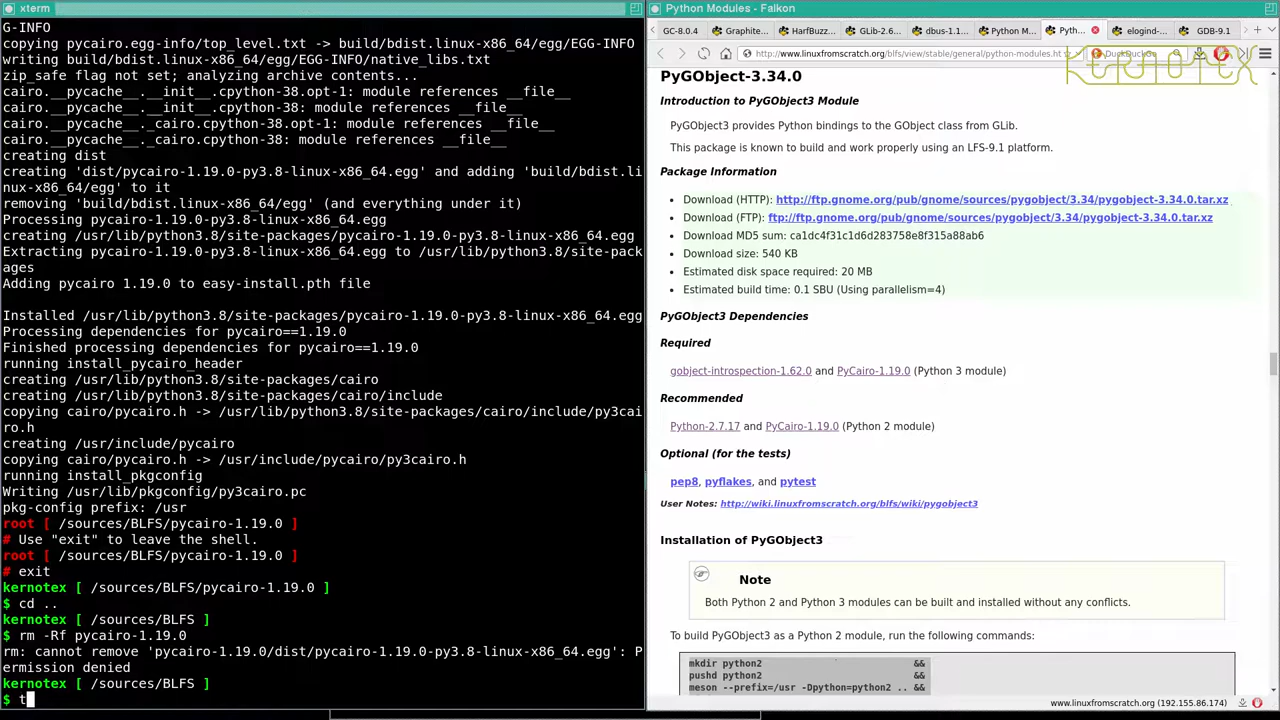 xterm
G-INFO
copying pycairo.egg-info/top_level.txt -> build/bdist.linux-x86_64/egg/EGG-INFO
writing build/bdist.linux-x86_64/egg/EGG-INFO/native_libs.txt
zip_safe flag not set; analyzing archive contents...
cairo.__pycache__.__init__.cpython-38.opt-1: module references __file__
cairo.__pycache__.__init__.cpython-38: module references __file__
cairo.__pycache__._cairo.cpython-38.opt-1: module references __file__
cairo.__pycache__._cairo.cpython-38: module references __file__
creating dist
creating 'dist/pycairo-1.19.0-py3.8-linux-x86_64.egg' and adding 'build/bdist.li
nux-x86_64/egg' to it
removing 'build/bdist.linux-x86_64/egg' (and everything under it)
Processing pycairo-1.19.0-py3.8-linux-x86_64.egg
creating /usr/lib/python3.8/site-packages/pycairo-1.19.0-py3.8-linux-x86_64.egg
Extracting pycairo-1.19.0-py3.8-linux-x86_64.egg to /usr/lib/python3.8/site-pack
ages
Adding pycairo 1.19.0 to easy-install.pth file
Installed /usr/lib/python3.8/site-packages/pycairo-1.19.0-py3.8-linux-x86_64.egg
Processing dependencies for pycairo==1.19.0
Finished processing dependencies for pycairo==1.19.0
running install_pycairo_header
creating /usr/lib/python3.8/site-packages/cairo
creating /usr/lib/python3.8/site-packages/cairo/include
copying cairo/pycairo.h -> /usr/lib/python3.8/site-packages/cairo/include/py3cai
ro.h
creating /usr/include/pycairo
copying cairo/pycairo.h -> /usr/include/pycairo/py3cairo.h
running install_pkgconfig
Writing /usr/lib/pkgconfig/py3cairo.pc
pkg-config prefix: /usr
root [ /sources/BLFS/pycairo-1.19.0 ]
# Use "exit" to leave the shell.
root [ /sources/BLFS/pycairo-1.19.0 ]
# exit
kernotex [ /sources/BLFS/pycairo-1.19.0 ]
$ cd ..
kernotex [ /sources/BLFS ]
$ rm -Rf pycairo-1.19.0
rm: cannot remove 'pycairo-1.19.0/dist/pycairo-1.19.0-py3.8-linux-x86_64.egg': P
ermission denied
kernotex [ /sources/BLFS ]
$ t
Python Modules - Falkon
GC-8.0.4
Graphite...
HarfBuzz...
GLib-2.6...
dbus-1.1...
Python M...
Pyth...
elogind-...
GDB-9.1
http://www.linuxfromscratch.org/blfs/view/stable/general/python-modules.ht
DuckDuckGo
KERNOTEX
PyGObject-3.34.0
Introduction to PyGObject3 Module
PyGObject3 provides Python bindings to the GObject class from GLib.
This package is known to build and work properly using an LFS-9.1 platform.
Package Information
Download (HTTP): http://ftp.gnome.org/pub/gnome/sources/pygobject/3.34/pygobject-3.34.0.tar.xz
Download (FTP): ftp://ftp.gnome.org/pub/gnome/sources/pygobject/3.34/pygobject-3.34.0.tar.xz
Download MD5 sum: ca1dc4f31c1d6d283758e8f315a88ab6
Download size: 540 KB
Estimated disk space required: 20 MB
Estimated build time: 0.1 SBU (Using parallelism=4)
PyGObject3 Dependencies
Required
gobject-introspection-1.62.0 and PyCairo-1.19.0 (Python 3 module)
Recommended
Python-2.7.17 and PyCairo-1.19.0 (Python 2 module)
Optional (for the tests)
pep8, pyflakes, and pytest
User Notes: http://wiki.linuxfromscratch.org/blfs/wiki/pygobject3
Installation of PyGObject3
Note
Both Python 2 and Python 3 modules can be built and installed without any conflicts.
To build PyGObject3 as a Python 2 module, run the following commands:
mkdir python2 &&
pushd python2 &&
meson --prefix=/usr -Dpython=python2 .. &&
www.linuxfromscratch.org (192.155.86.174)